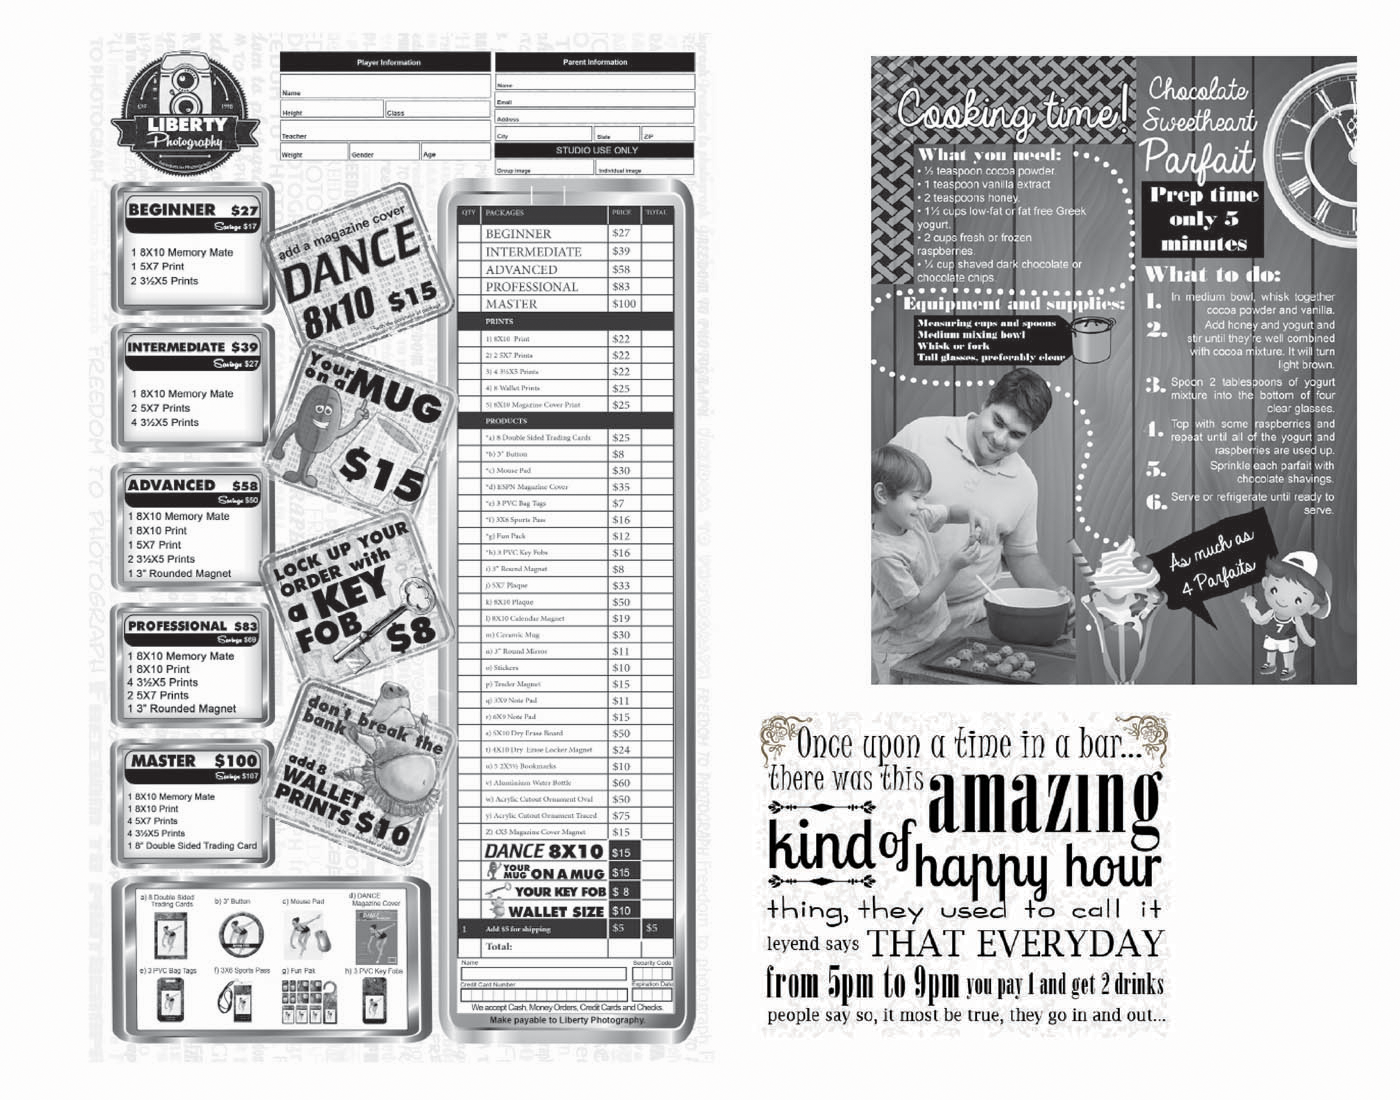 LIBERTY
Photography
EST
1998
Player Information
Name
Height
Class
Teacher
Weight
Gender
Age
Parent Information
Name
Email
Address
City
State
ZIP
STUDIO USE ONLY
Group image
Individual image
BEGINNER $27
Savings $17
1 8X10 Memory Mate
1 5X7 Print
2 3½X5 Prints
INTERMEDIATE $39
Savings $27
1 8X10 Memory Mate
2 5X7 Prints
4 3½X5 Prints
ADVANCED $58
Savings $50
1 8X10 Memory Mate
1 8X10 Print
1 5X7 Print
2 3½X5 Prints
1 3" Rounded Magnet
PROFESSIONAL $83
Savings $69
1 8X10 Memory Mate
1 8X10 Print
4 3½X5 Prints
2 5X7 Prints
1 3" Rounded Magnet
MASTER $100
Savings $107
1 8X10 Memory Mate
1 8X10 Print
4 5X7 Prints
4 3½X5 Prints
1 8" Double Sided Trading Card
add a magazine cover
DANCE
8x10 $15
Your
on a MUG
$15
LOCK UP YOUR
ORDER with
a KEY
FOB
$8
don't break the
bank
add 8
WALLET
PRINTS $10
QTY PACKAGES PRICE TOTAL
BEGINNER $27
INTERMEDIATE $39
ADVANCED $58
PROFESSIONAL $83
MASTER $100
PRINTS
1) 8X10 Print $22
2) 2 5X7 Prints $22
3) 4 3½X5 Prints $22
4) 8 Wallet Prints $25
5) 8X10 Magazine Cover Print $25
PRODUCTS
*a) 8 Double Sided Trading Cards $25
*b) 3" Button $8
*c) Mouse Pad $30
*d) ESPN Magazine Cover $35
*e) 3 PVC Bag Tags $7
*f) 3X6 Sports Pass $16
*g) Fun Pack $12
*h) 3 PVC Key Fobs $16
i) 3" Round Magnet $8
j) 5X7 Plaque $33
k) 8X10 Plaque $50
l) 8X10 Calendar Magnet $19
m) Ceramic Mug $30
n) 3" Round Mirror $11
o) Stickers $10
p) Tender Magnet $15
q) 3X9 Note Pad $11
r) 6X9 Note Pad $15
s) 5X10 Dry Erase Board $50
t) 4X10 Dry Erase Locker Magnet $24
u) 5 2X5½ Bookmarks $10
v) Aluminium Water Bottle $60
w) Acrylic Cutout Ornament Oval $50
y) Acrylic Cutout Ornament Traced $75
Z) 4X5 Magazine Cover Magnet $15
DANCE 8X10 $15
YOUR MUG ON A MUG $15
YOUR KEY FOB $ 8
WALLET SIZE $10
1 Add $5 for shipping $5 $5
Total:
Name
Security Code
Credit Card Number
Expiration Date
We accept Cash, Money Orders, Credit Cards and Checks.
Make payable to Liberty Photography.
a) 8 Double Sided
Trading Cards
b) 3" Button
c) Mouse Pad
d) DANCE
Magazine Cover
e) 3 PVC Bag Tags
f) 3X6 Sports Pass
g) Fun Pak
h) 3 PVC Key Fobs
Cooking time!
What you need:
• ½ teaspoon cocoa powder.
• 1 teaspoon vanilla extract
• 2 teaspoons honey.
• 1½ cups low-fat or fat free Greek
yogurt.
• 2 cups fresh or frozen
raspberries.
• ¼ cup shaved dark chocolate or
chocolate chips.
Equipment and supplies:
Measuring cups and spoons
Medium mixing bowl
Whisk or fork
Tall glasses, preferably clear
Chocolate
Sweetheart
Parfait
Prep time
only 5
minutes
What to do:
1. In medium bowl, whisk together
cocoa powder and vanilla.
2. Add honey and yogurt and
stir until they're well combined
with cocoa mixture. It will turn
light brown.
3. Spoon 2 tablespoons of yogurt
mixture into the bottom of four
clear glasses.
4. Top with some raspberries and
repeat until all of the yogurt and
raspberries are used up.
5. Sprinkle each parfait with
chocolate shavings.
6. Serve or refrigerate until ready to
serve.
As much as
4 Parfaits
7
Once upon a time in a bar...
there was this amazing
kind of happy hour
thing, they used to call it
leyend says THAT EVERYDAY
from 5pm to 9pm you pay 1 and get 2 drinks
people say so, it most be true, they go in and out...